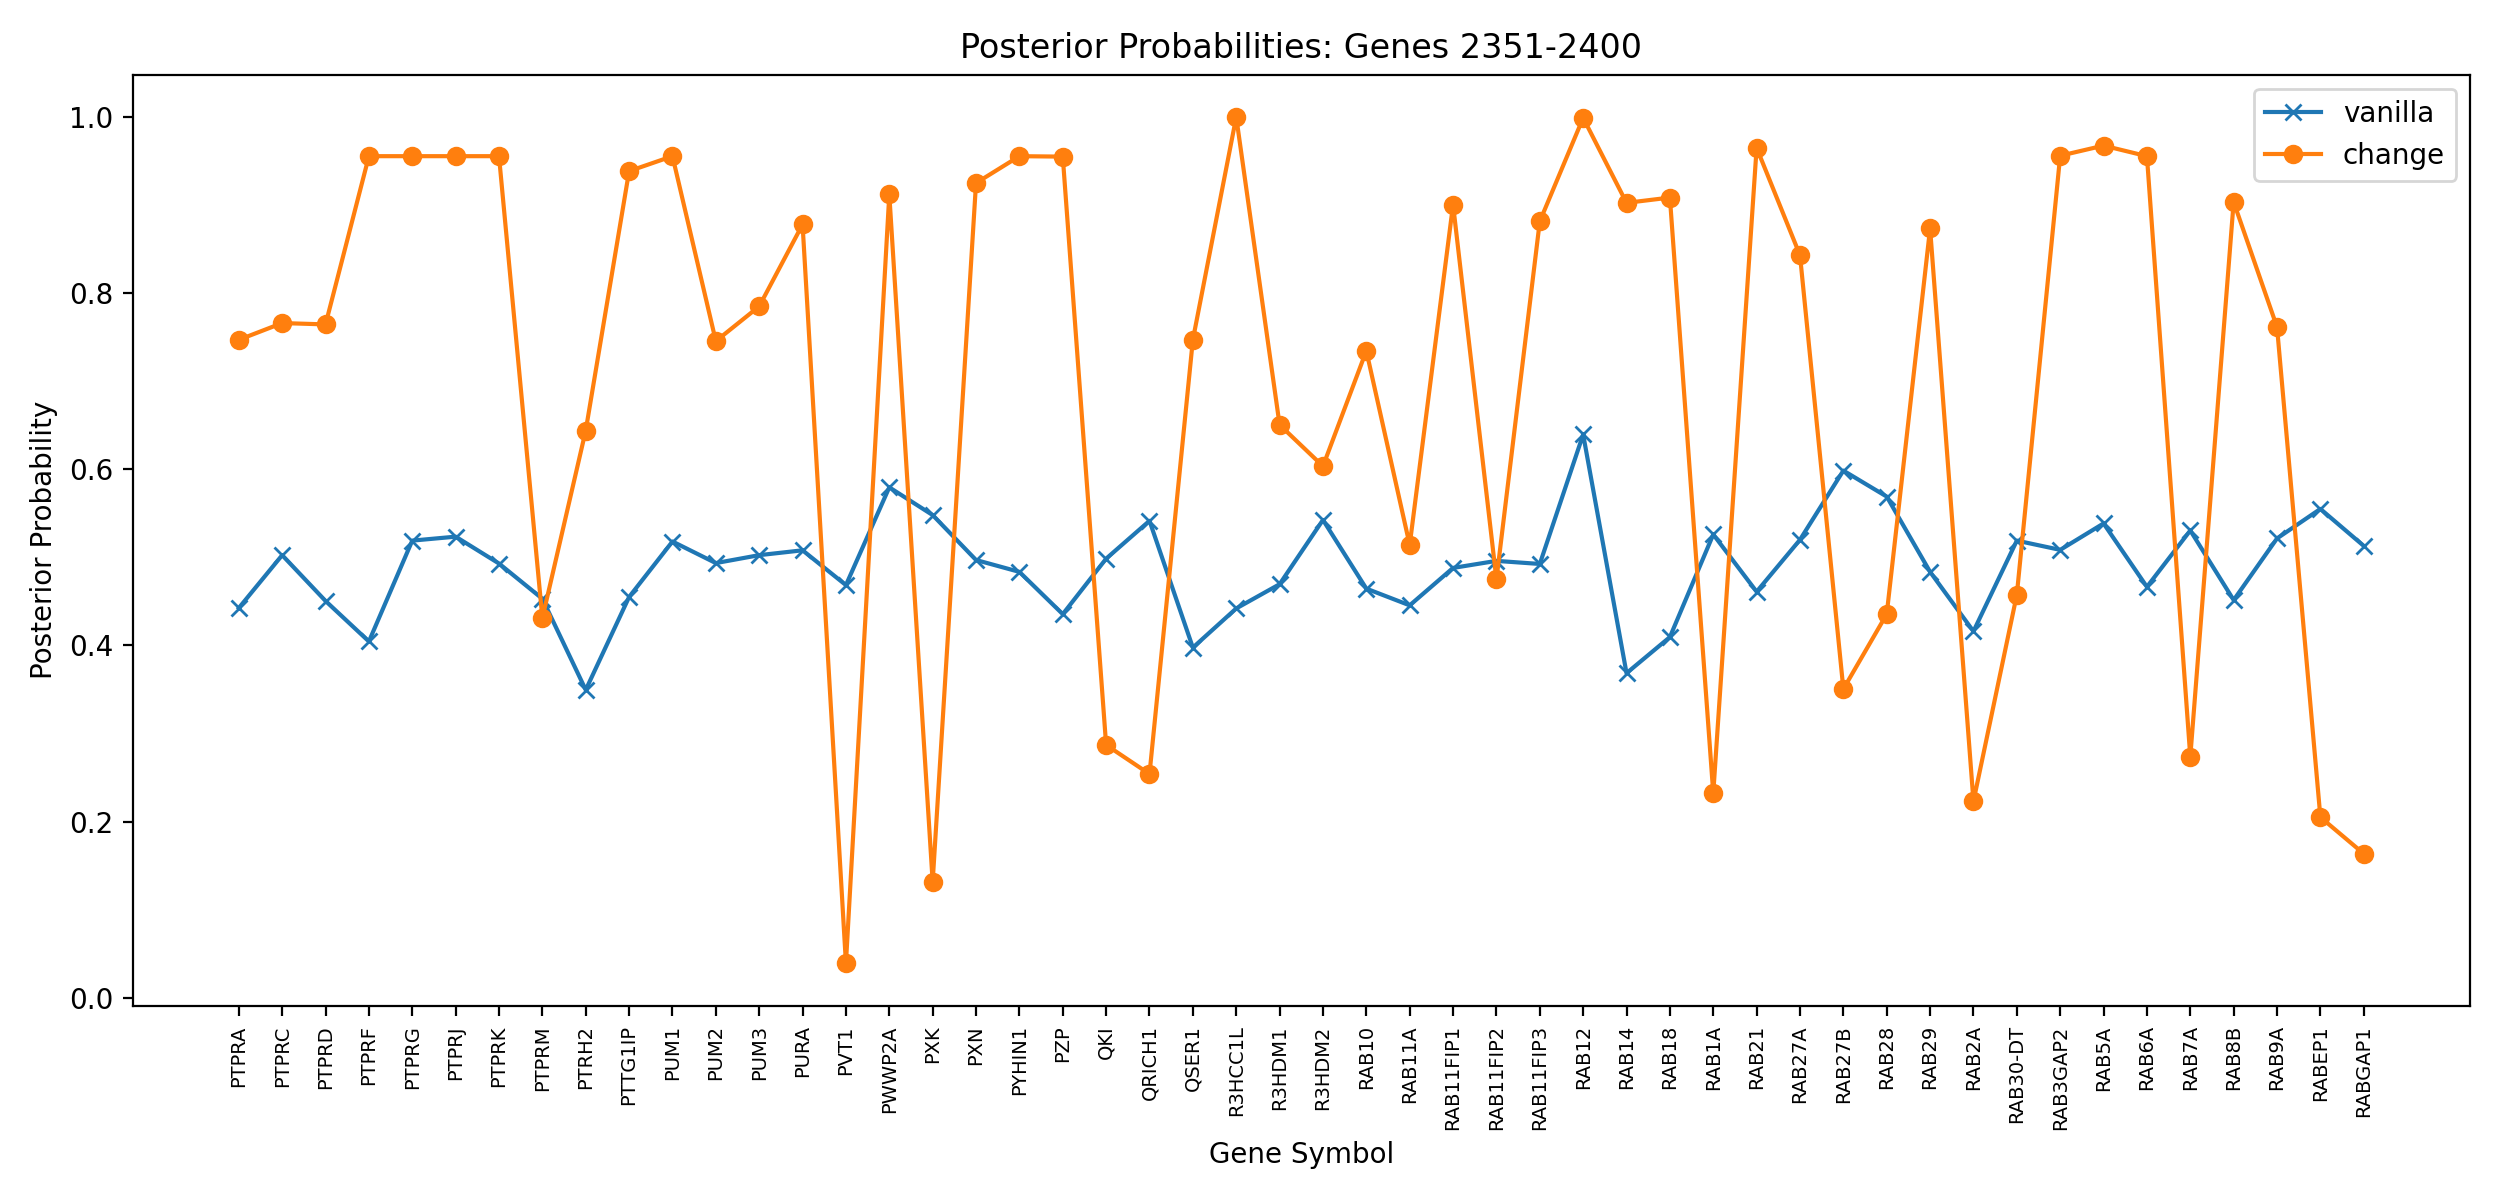 Posterior Probabilities: Genes 2351-2400
vanilla
change
Posterior Probability
1.0
0.8
0.6
0.4
0.2
0.0
PTPRA
PTPRC
PTPRD
PTPRF
PTPRG
PTPRJ
PTPRK
PTPRM
PTRH2
PTTG1IP
PUM1
PUM2
PUM3
PURA
PVT1
PWWP2A
PXK
PXN
PYHIN1
PZP
QKI
QRICH1
QSER1
R3HCC1L
R3HDM1
R3HDM2
RAB10
RAB11A
RAB11FIP1
RAB11FIP2
RAB11FIP3
RAB12
RAB14
RAB18
RAB1A
RAB21
RAB27A
RAB27B
RAB28
RAB29
RAB2A
RAB30-DT
RAB3GAP2
RAB5A
RAB6A
RAB7A
RAB8B
RAB9A
RABEP1
RABGAP1
Gene Symbol